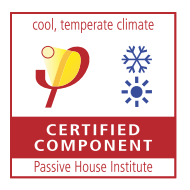 cool, temperate climate
CERTIFIED
COMPONENT
Passive House Institute